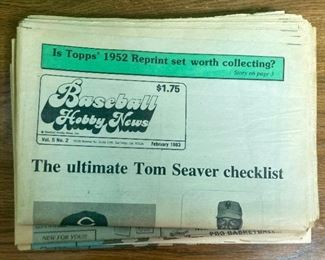 Is Topps' 1952 Reprint set worth collecting?
Story on page 3
$1.75
Baseball
Hobby News
Vol. 5 No. 2
February 1983
The ultimate Tom Seaver checklist
NEW FOR YOU!!
PRO BASKETBALL